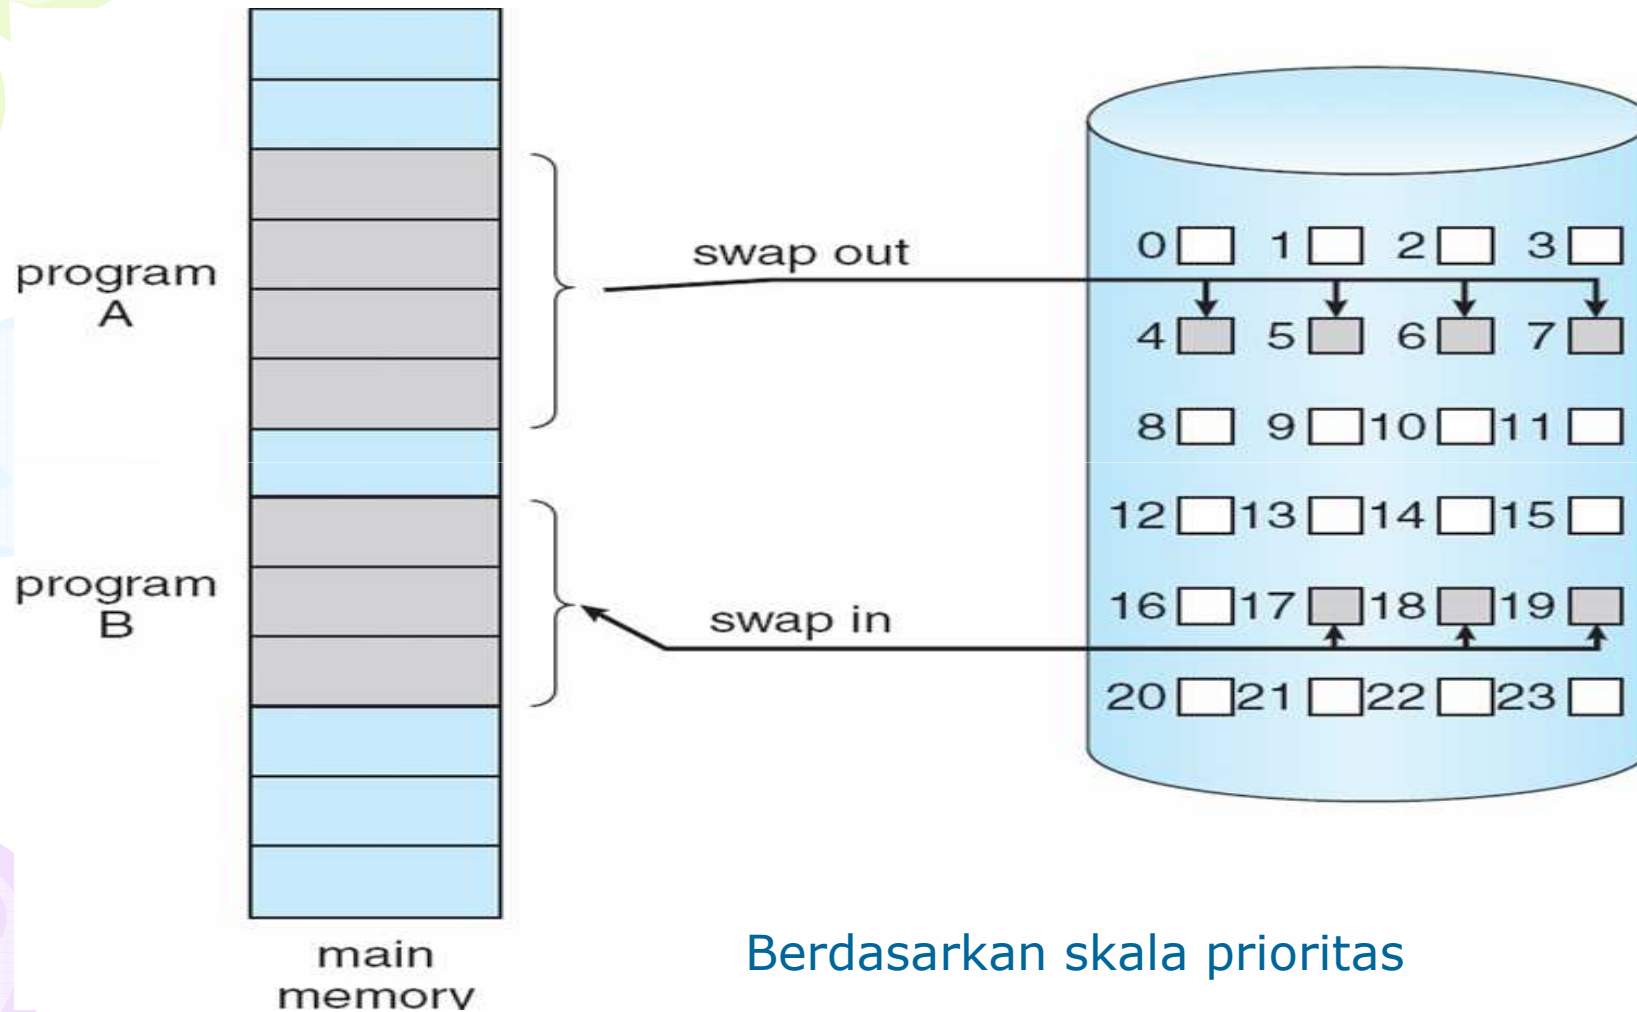 program
A
program
B
main
memory
swap out
swap in
0 1 2 3
4 5 6 7
8 9 10 11
12 13 14 15
16 17 18 19
20 21 22 23
Berdasarkan skala prioritas